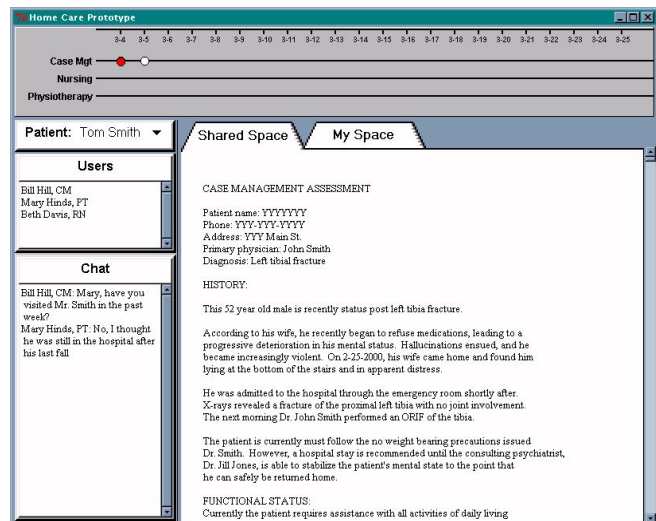 Home Care Prototype
3-4 3-5 3-6 3-7 3-8 3-9 3-10 3-11 3-12 3-13 3-14 3-15 3-16 3-17 3-18 3-19 3-20 3-21 3-22 3-23 3-24 3-25
Case Mgt
Nursing
Physiotherapy
Patient: Tom Smith
Users
Bill Hill, CM
Mary Hinds, PT
Beth Davis, RN
Chat
Bill Hill, CM: Mary, have you
visited Mr. Smith in the past
week?
Mary Hinds, PT: No, I thought
he was still in the hospital after
his last fall
Shared Space
My Space
CASE MANAGEMENT ASSESSMENT
Patient name: YYYYYYY
Phone: YYY-YYY-YYYY
Address: YYY Main St.
Primary physician: John Smith
Diagnosis: Left tibial fracture
HISTORY:
This 52 year old male is recently status post left tibia fracture.
According to his wife, he recently began to refuse medications, leading to a
progressive deterioration in his mental status. Hallucinations ensued, and he
became increasingly violent. On 2-25-2000, his wife came home and found him
lying at the bottom of the stairs and in apparent distress.
He was admitted to the hospital through the emergency room shortly after.
X-rays revealed a fracture of the proximal left tibia with no joint involvement.
The next morning Dr. John Smith performed an ORIF of the tibia.
The patient is currently must follow the no weight bearing precautions issued
Dr. Smith. However, a hospital stay is recommended until the consulting psychiatrist,
Dr. Jill Jones, is able to stabilize the patient's mental state to the point that
he can safely be returned home.
FUNCTIONAL STATUS:
Currently the patient requires assistance with all activities of daily living